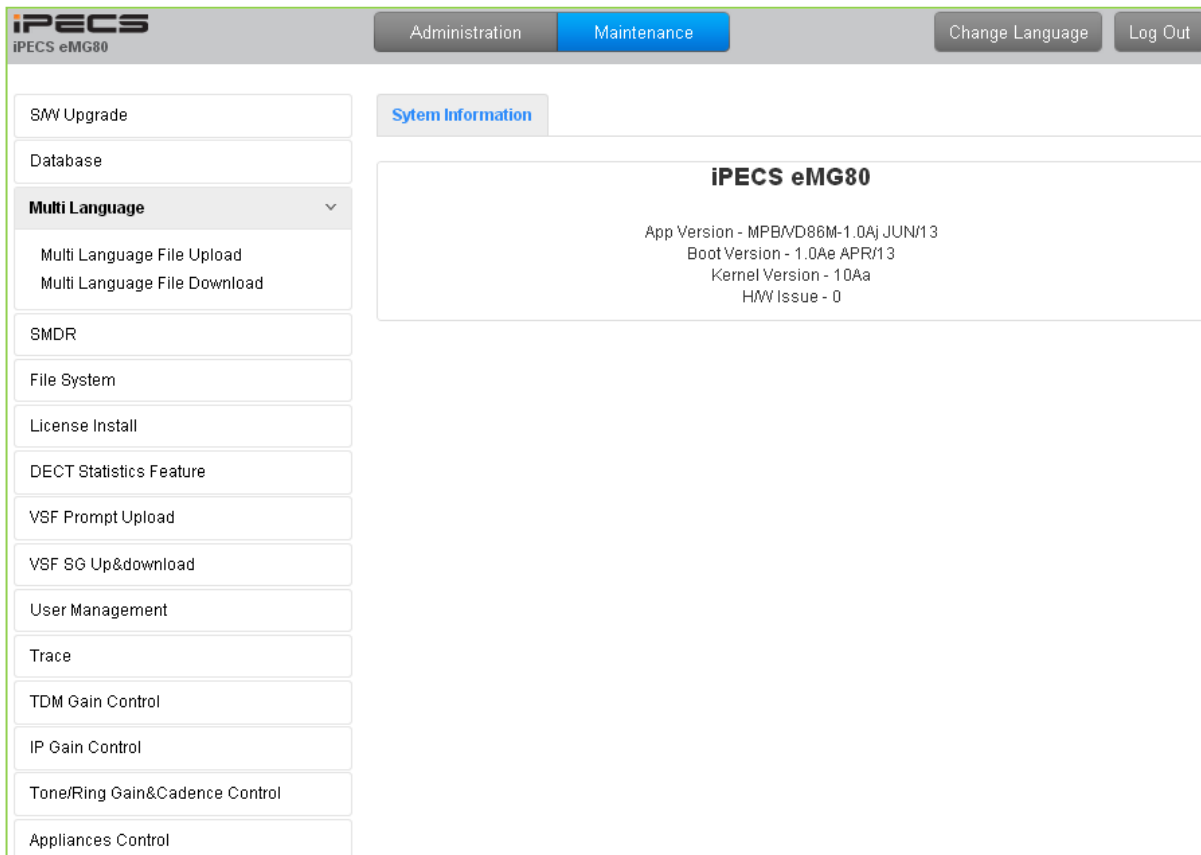 iPECS
iPECS eMG80
Administration
Maintenance
Change Language
Log Out
S/W Upgrade
Database
Multi Language
Multi Language File Upload
Multi Language File Download
SMDR
File System
License Install
DECT Statistics Feature
VSF Prompt Upload
VSF SG Up&download
User Management
Trace
TDM Gain Control
IP Gain Control
Tone/Ring Gain&Cadence Control
Appliances Control
Sytem Information
iPECS eMG80
App Version - MPB/VD86M-1.0Aj JUN/13
Boot Version - 1.0Ae APR/13
Kernel Version - 10Aa
H/W Issue - 0